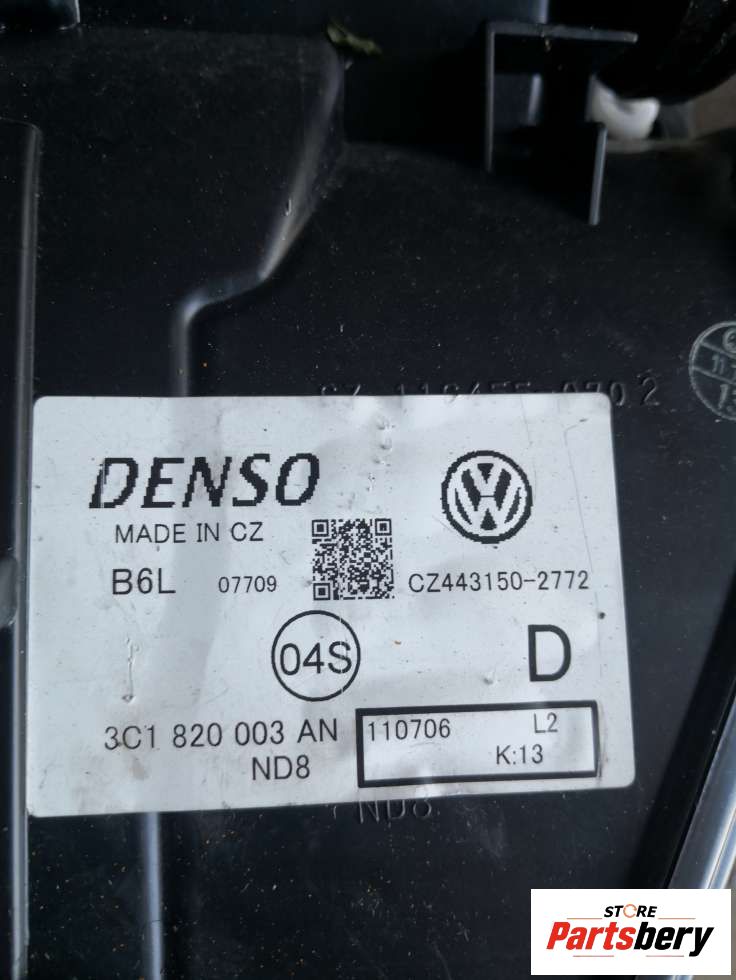 DENSO
MADE IN CZ
B6L 07709 CZ443150-2772
04S D
3C1 820 003 AN 110706 L2
ND8 K:13
ND8
STORE
Partsbery